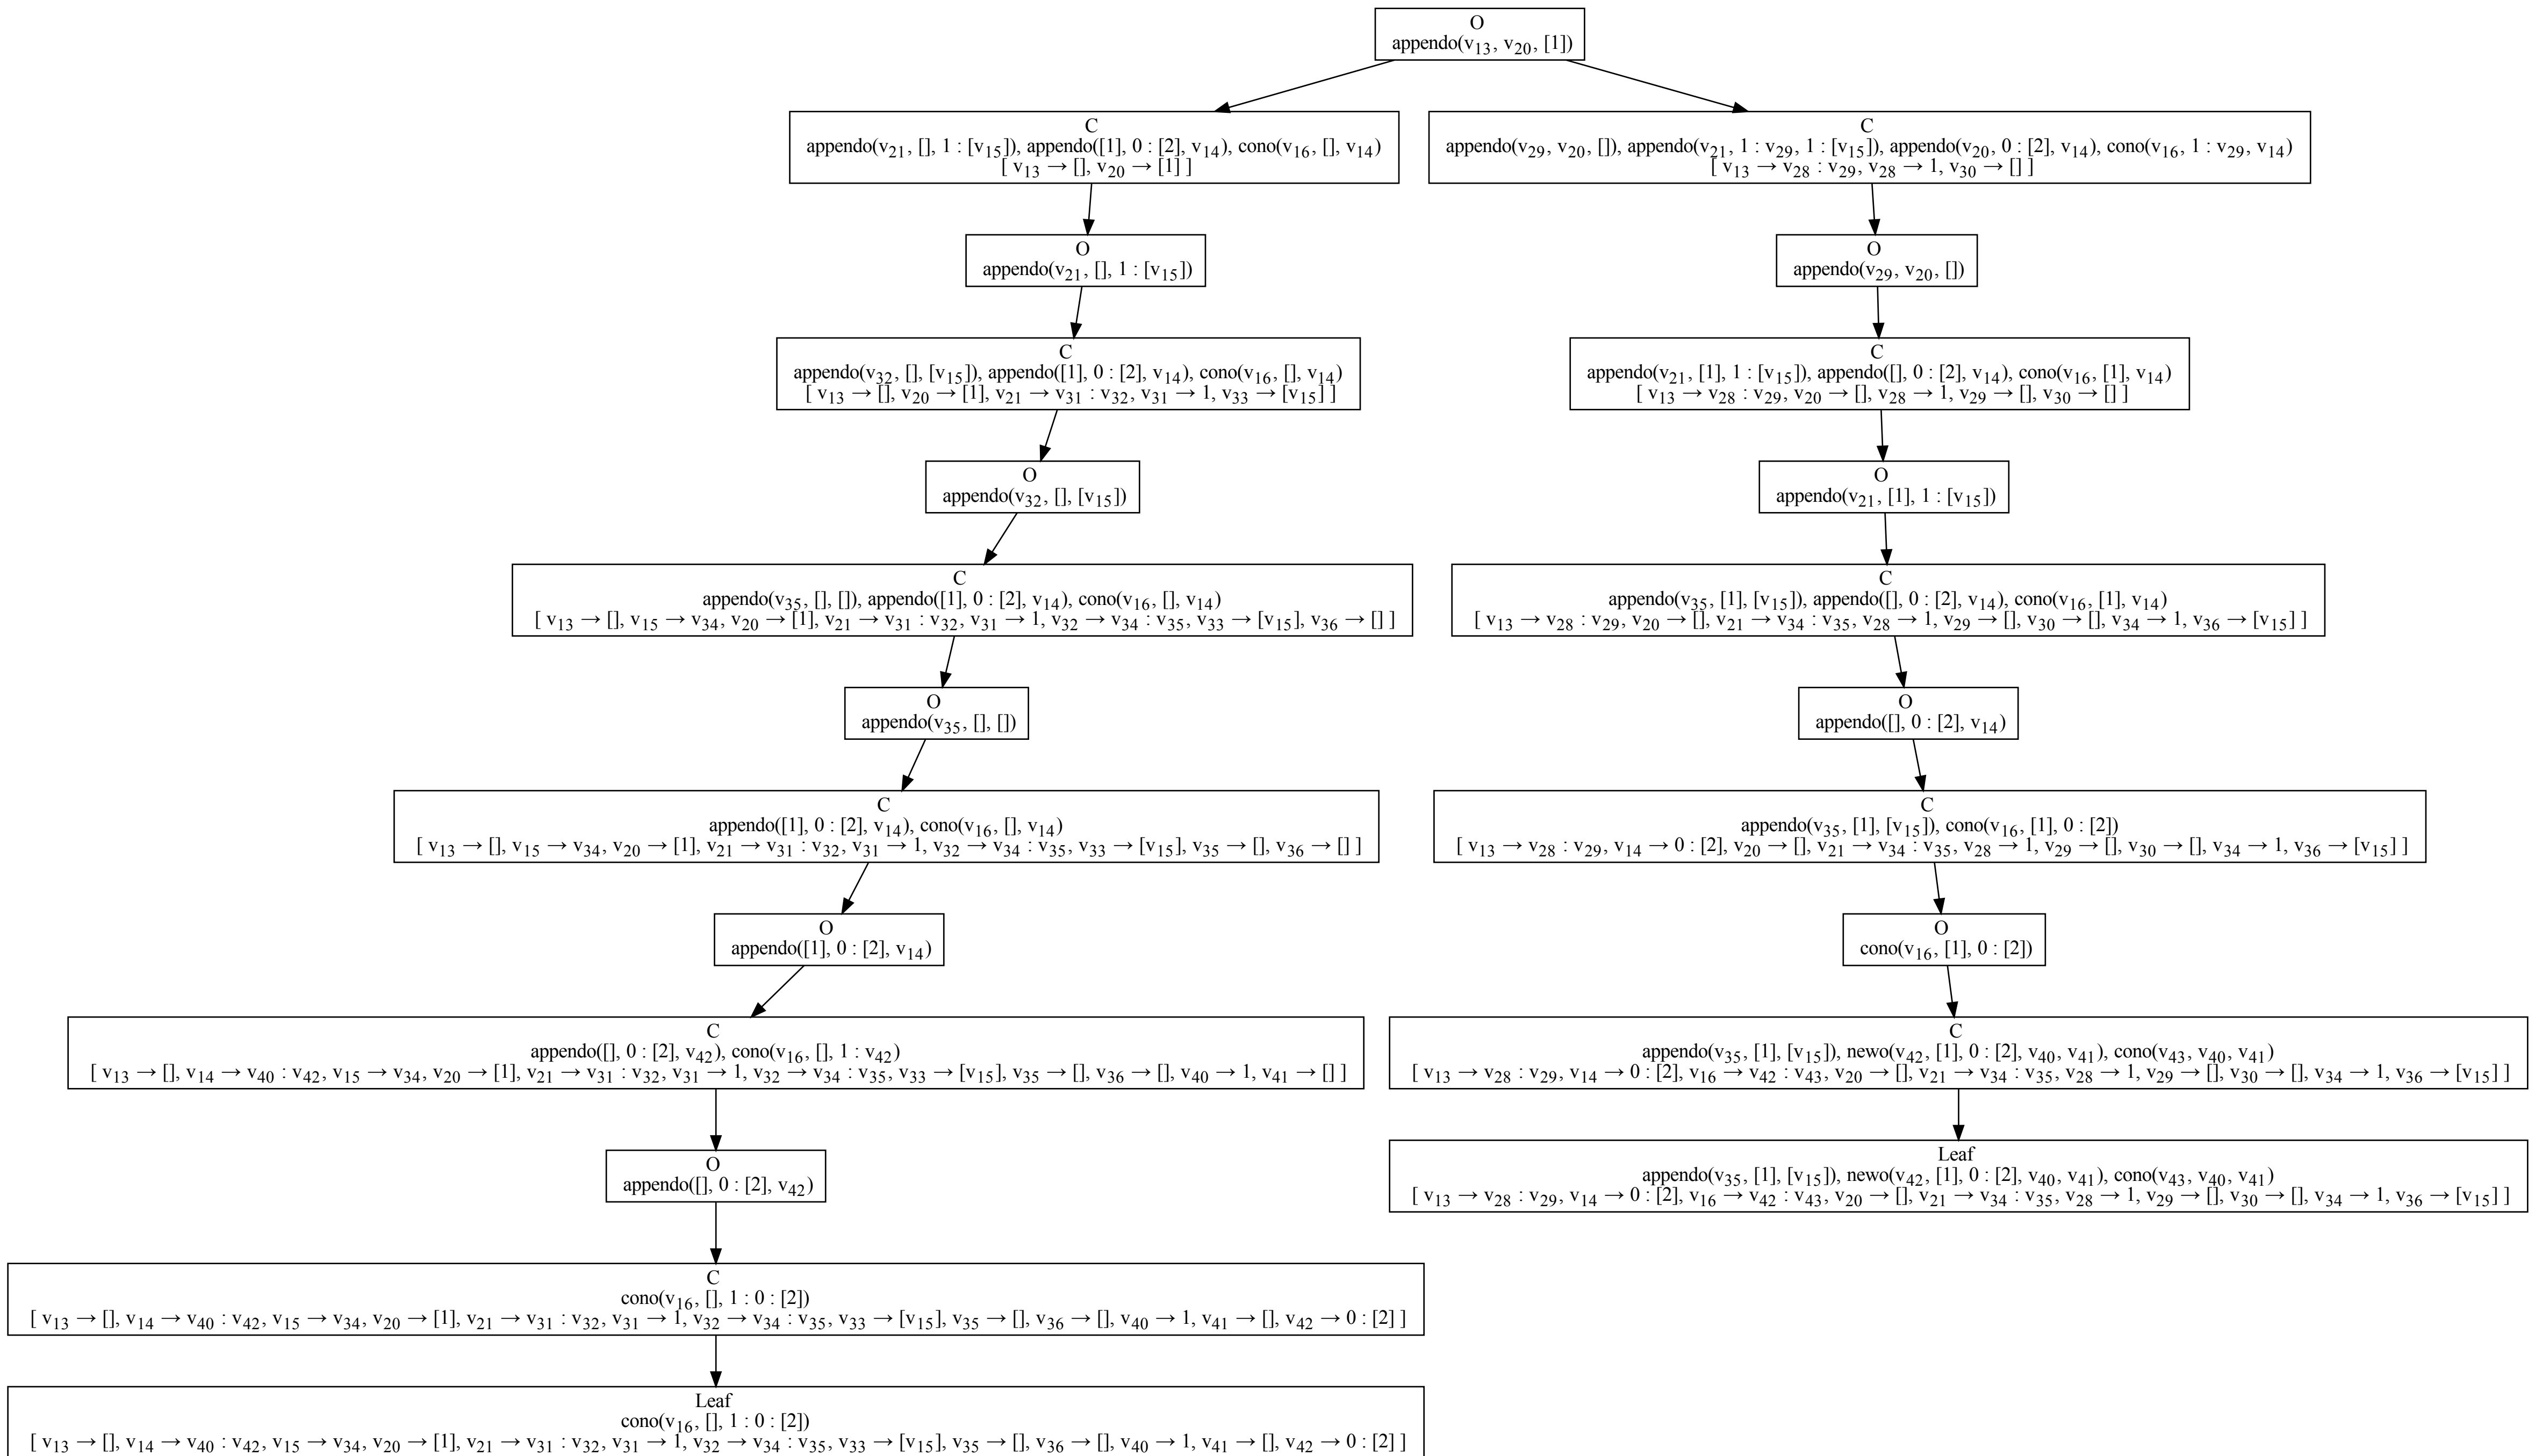 O
appendo(v13, v20, [1])
C
appendo(v21, [], 1 : [v15]), appendo([1], 0 : [2], v14), cono(v16, [], v14)
[ v13 → [], v20 → [1] ]
C
appendo(v29, v20, []), appendo(v21, 1 : v29, 1 : [v15]), appendo(v20, 0 : [2], v14), cono(v16, 1 : v29, v14)
[ v13 → v28 : v29, v28 → 1, v30 → [] ]
O
appendo(v21, [], 1 : [v15])
O
appendo(v29, v20, [])
C
appendo(v32, [], [v15]), appendo([1], 0 : [2], v14), cono(v16, [], v14)
[ v13 → [], v20 → [1], v21 → v31 : v32, v31 → 1, v33 → [v15] ]
C
appendo(v21, [1], 1 : [v15]), appendo([], 0 : [2], v14), cono(v16, [1], v14)
[ v13 → v28 : v29, v20 → [], v28 → 1, v29 → [], v30 → [] ]
O
appendo(v32, [], [v15])
O
appendo(v21, [1], 1 : [v15])
C
appendo(v35, [], []), appendo([1], 0 : [2], v14), cono(v16, [], v14)
[ v13 → [], v15 → v34, v20 → [1], v21 → v31 : v32, v31 → 1, v32 → v34 : v35, v33 → [v15], v36 → [] ]
C
appendo(v35, [1], [v15]), appendo([], 0 : [2], v14), cono(v16, [1], v14)
[ v13 → v28 : v29, v20 → [], v21 → v34 : v35, v28 → 1, v29 → [], v30 → [], v34 → 1, v36 → [v15] ]
O
appendo(v35, [], [])
O
appendo([], 0 : [2], v14)
C
appendo([1], 0 : [2], v14), cono(v16, [], v14)
[ v13 → [], v15 → v34, v20 → [1], v21 → v31 : v32, v31 → 1, v32 → v34 : v35, v33 → [v15], v35 → [], v36 → [] ]
C
appendo(v35, [1], [v15]), cono(v16, [1], 0 : [2])
[ v13 → v28 : v29, v14 → 0 : [2], v20 → [], v21 → v34 : v35, v28 → 1, v29 → [], v30 → [], v34 → 1, v36 → [v15] ]
O
appendo([1], 0 : [2], v14)
O
cono(v16, [1], 0 : [2])
C
appendo([], 0 : [2], v42), cono(v16, [], 1 : v42)
[ v13 → [], v14 → v40 : v42, v15 → v34, v20 → [1], v21 → v31 : v32, v31 → 1, v32 → v34 : v35, v33 → [v15], v35 → [], v36 → [], v40 → 1, v41 → [] ]
C
appendo(v35, [1], [v15]), newo(v42, [1], 0 : [2], v40, v41), cono(v43, v40, v41)
[ v13 → v28 : v29, v14 → 0 : [2], v16 → v42 : v43, v20 → [], v21 → v34 : v35, v28 → 1, v29 → [], v30 → [], v34 → 1, v36 → [v15] ]
O
appendo([], 0 : [2], v42)
Leaf
appendo(v35, [1], [v15]), newo(v42, [1], 0 : [2], v40, v41), cono(v43, v40, v41)
[ v13 → v28 : v29, v14 → 0 : [2], v16 → v42 : v43, v20 → [], v21 → v34 : v35, v28 → 1, v29 → [], v30 → [], v34 → 1, v36 → [v15] ]
C
cono(v16, [], 1 : 0 : [2])
[ v13 → [], v14 → v40 : v42, v15 → v34, v20 → [1], v21 → v31 : v32, v31 → 1, v32 → v34 : v35, v33 → [v15], v35 → [], v36 → [], v40 → 1, v41 → [], v42 → 0 : [2] ]
Leaf
cono(v16, [], 1 : 0 : [2])
[ v13 → [], v14 → v40 : v42, v15 → v34, v20 → [1], v21 → v31 : v32, v31 → 1, v32 → v34 : v35, v33 → [v15], v35 → [], v36 → [], v40 → 1, v41 → [], v42 → 0 : [2] ]